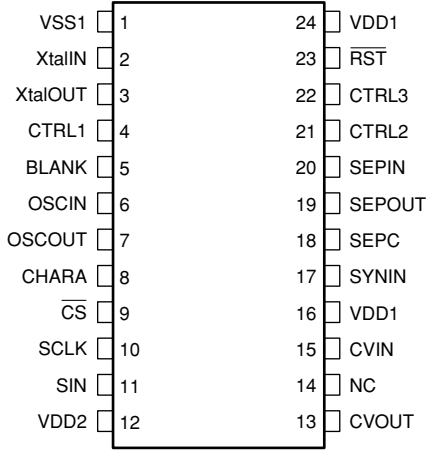 VSS1 1 24 VDD1
XtalIN 2 23 RST
XtalOUT 3 22 CTRL3
CTRL1 4 21 CTRL2
BLANK 5 20 SEPIN
OSCIN 6 19 SEPOUT
OSCOUT 7 18 SEPC
CHARA 8 17 SYNIN
CS 9 16 VDD1
SCLK 10 15 CVIN
SIN 11 14 NC
VDD2 12 13 CVOUT